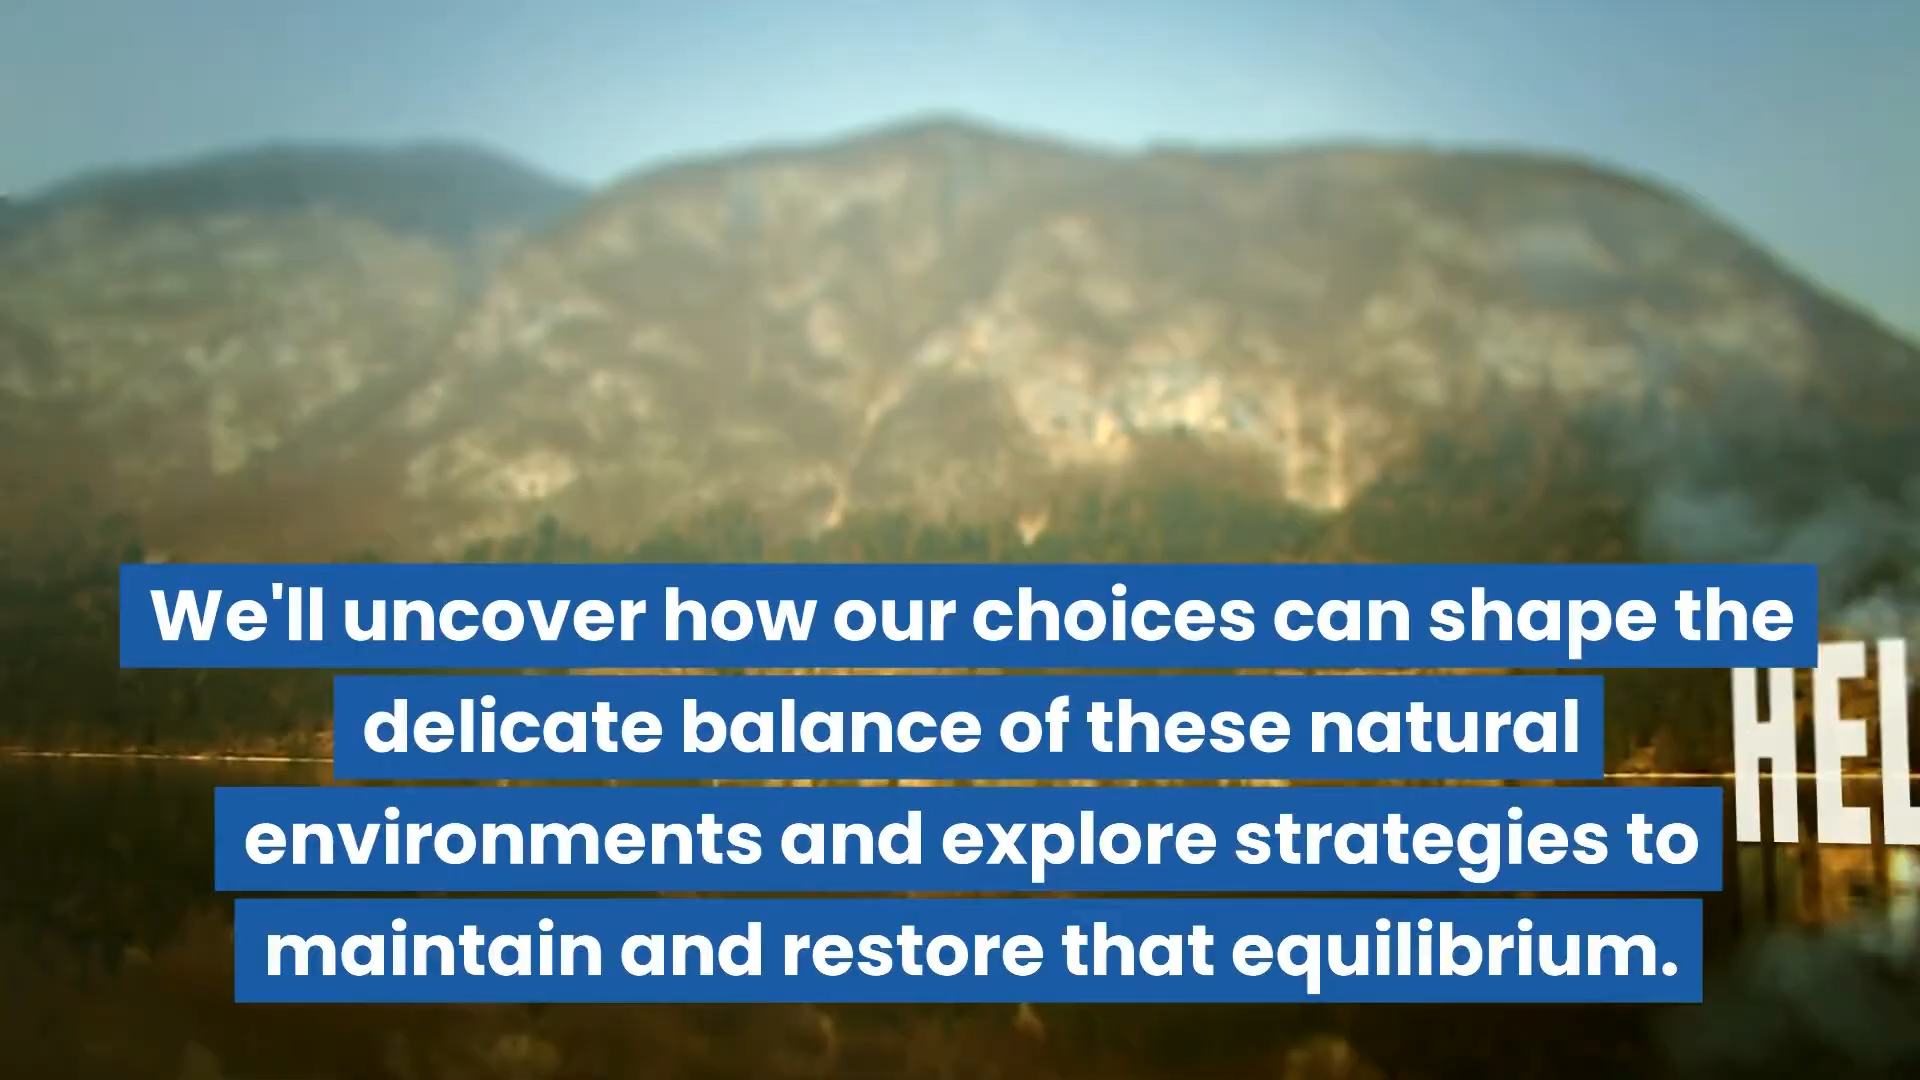 We'll uncover how our choices can shape the
delicate balance of these natural
environments and explore strategies to
maintain and restore that equilibrium.
HEL